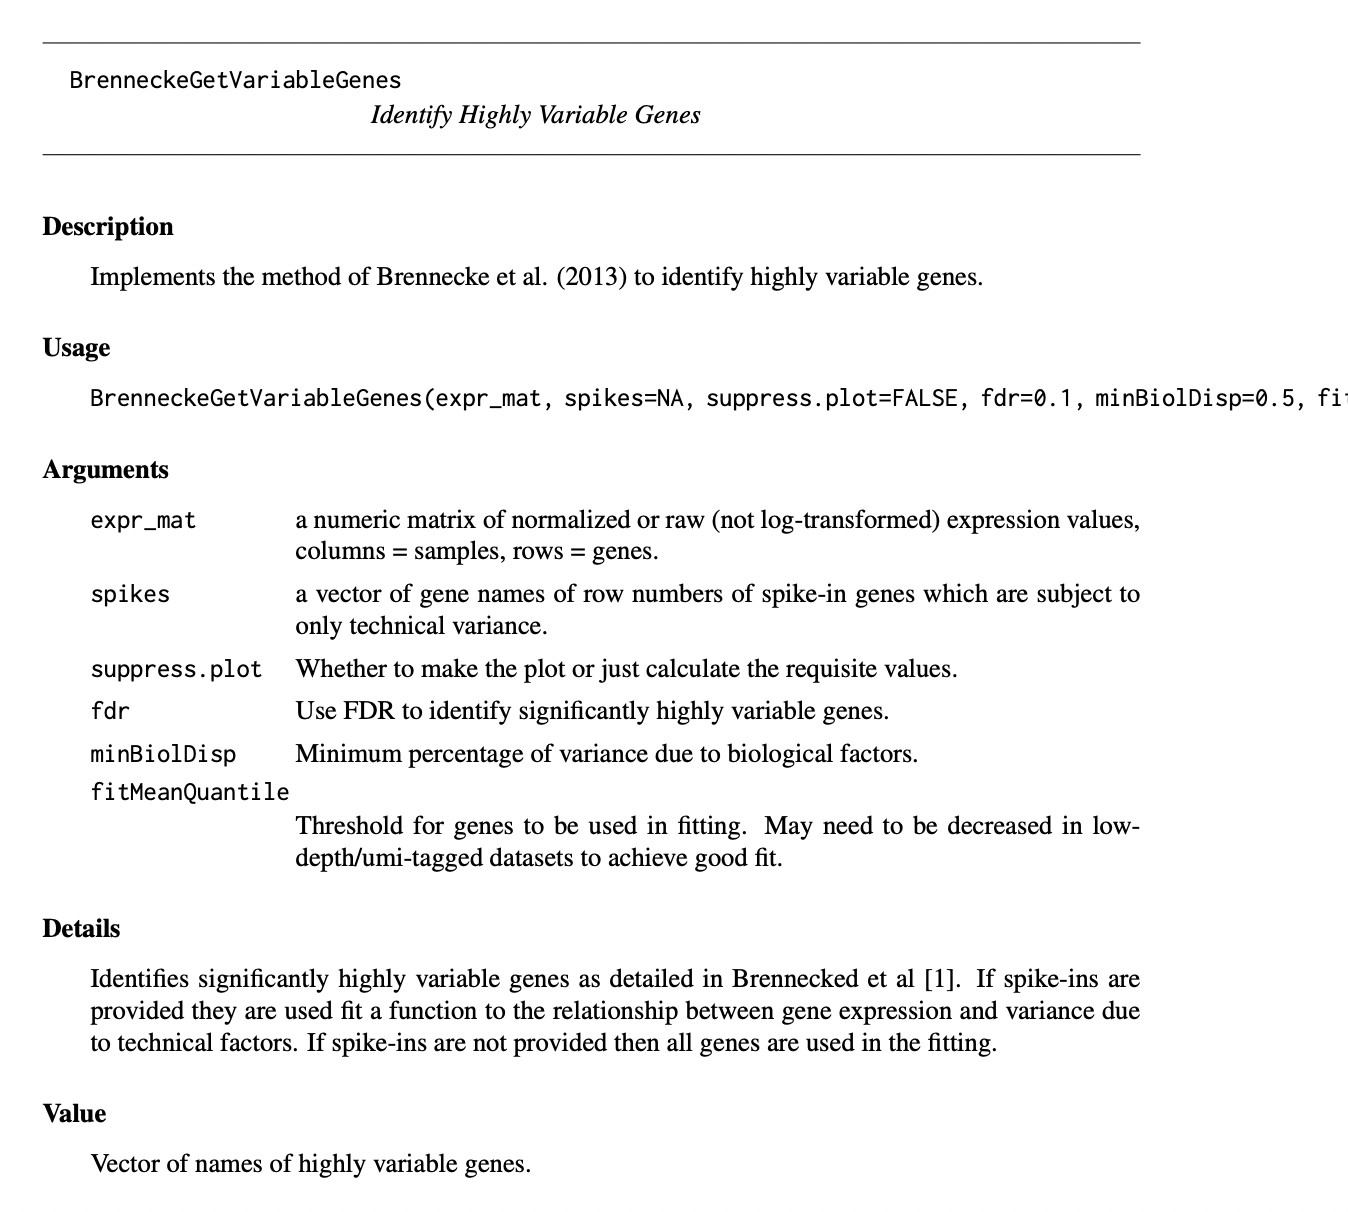 BrenneckeGetVariableGenes
Identify Highly Variable Genes
Description
Implements the method of Brennecke et al. (2013) to identify highly variable genes.
Usage
BrenneckeGetVariableGenes(expr_mat, spikes=NA, suppress.plot=FALSE, fdr=0.1, minBiolDisp=0.5,
Arguments
expr_mat a numeric matrix of normalized or raw (not log-transformed) expression values,
columns = samples, rows = genes.
spikes a vector of gene names of row numbers of spike-in genes which are subject to
only technical variance.
suppress.plot Whether to make the plot or just calculate the requisite values.
fdr Use FDR to identify significantly highly variable genes.
minBiolDisp Minimum percentage of variance due to biological factors.
fitMeanQuantile
Threshold for genes to be used in fitting. May need to be decreased in low-
depth/umi-tagged datasets to achieve good fit.
Details
Identifies significantly highly variable genes as detailed in Brennecked et al [1]. If spike-ins are
provided they are used fit a function to the relationship between gene expression and variance due
to technical factors. If spike-ins are not provided then all genes are used in the fitting.
Value
Vector of names of highly variable genes.